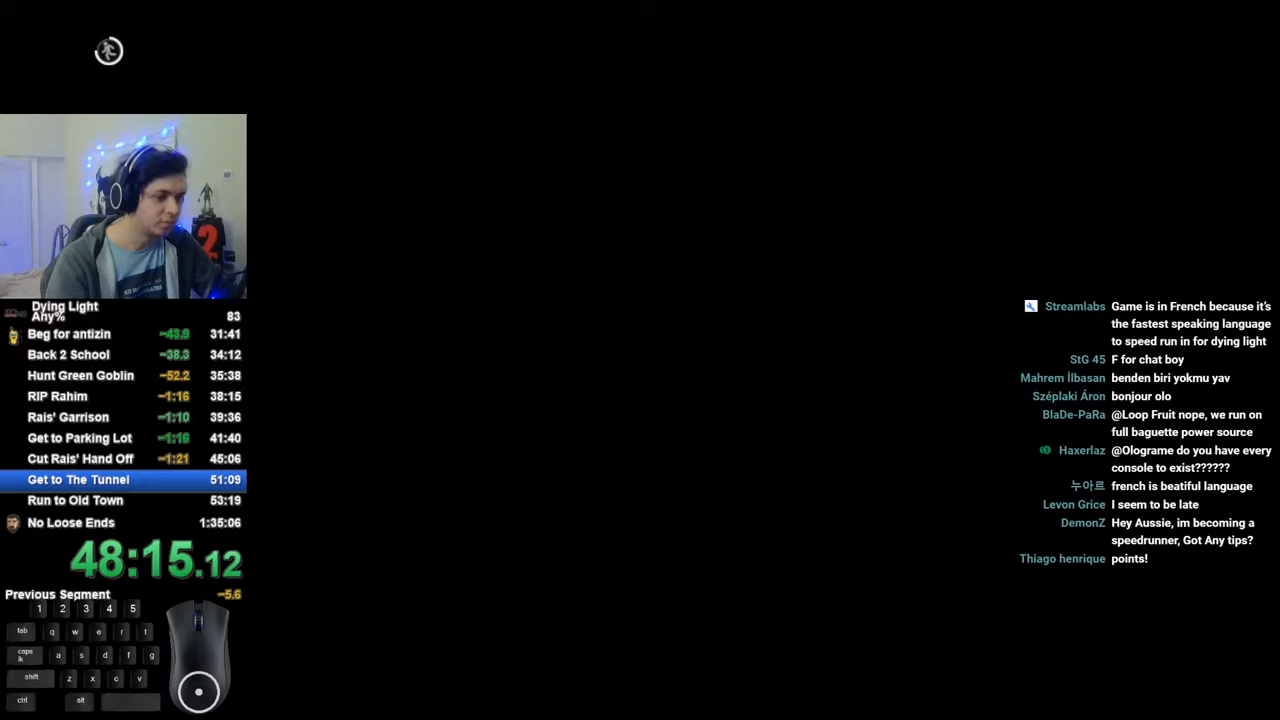 Dying Light
Any% 83
Beg for antizin -43.9 31:41
Back 2 School -38.3 34:12
Hunt Green Goblin -52.2 35:38
RIP Rahim -1:16 38:15
Rais' Garrison -1:10 39:36
Get to Parking Lot -1:16 41:40
Cut Rais' Hand Off -1:21 45:06
Get to The Tunnel 51:09
Run to Old Town 53:19
No Loose Ends 1:35:06
48:15.12
Previous Segment -5.6
1 2 3 4 5
tab q w e r t
caps lk a s d f g
shift z x c v
ctrl alt
2
Streamlabs Game is in French because it's
the fastest speaking language
to speed run in for dying light
StG 45 F for chat boy
Mahrem İlbasan benden biri yokmu yav
Széplaki Áron bonjour olo
BlaDe-PaRa @Loop Fruit nope, we run on
full baguette power source
Haxerlaz @Olograme do you have every
console to exist??????
누아르 french is beatiful language
Levon Grice I seem to be late
DemonZ Hey Aussie, im becoming a
speedrunner, Got Any tips?
Thiago henrique points!